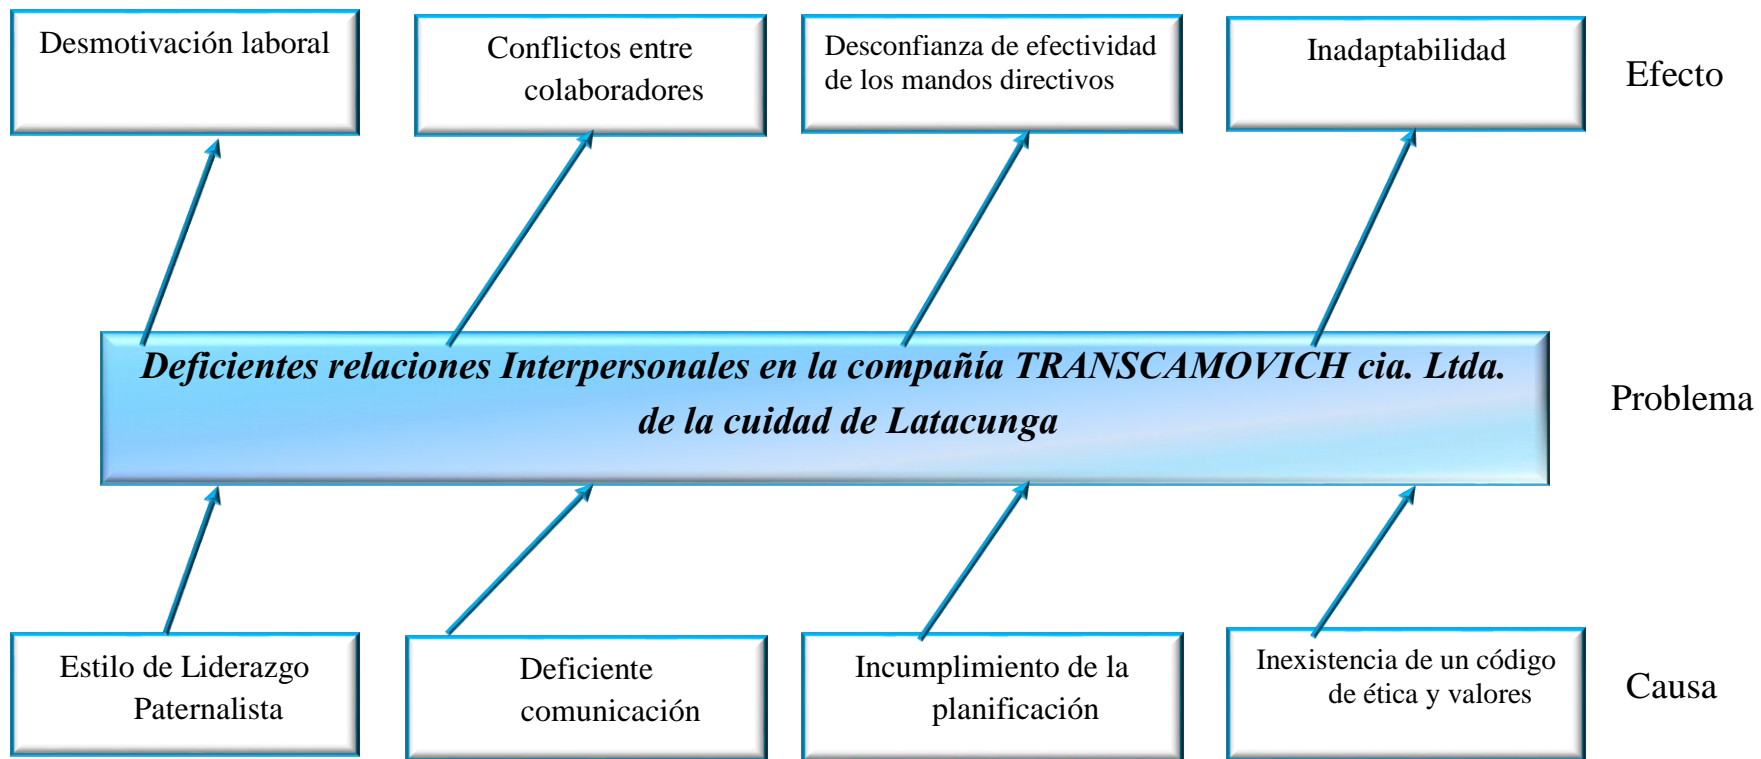 Desmotivación laboral
Conflictos entre
colaboradores
Desconfianza de efectividad
de los mandos directivos
Inadaptabilidad
Efecto
Deficientes relaciones Interpersonales en la compañía TRANSCAMOVICH cia. Ltda.
de la cuidad de Latacunga
Problema
Estilo de Liderazgo
Paternalista
Deficiente
comunicación
Incumplimiento de la
planificación
Inexistencia de un código
de ética y valores
Causa